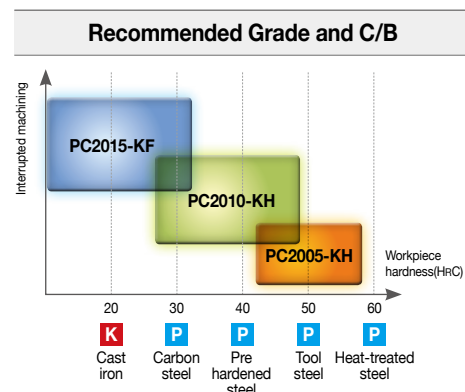 Recommended Grade and C/B
Interrupted machining
PC2015-KF
PC2010-KH
PC2005-KH
Workpiece
hardness(HRC)
20 30 40 50 60
K P P P P
Cast Carbon Pre Tool Heat-treated
iron steel hardened steel steel
steel